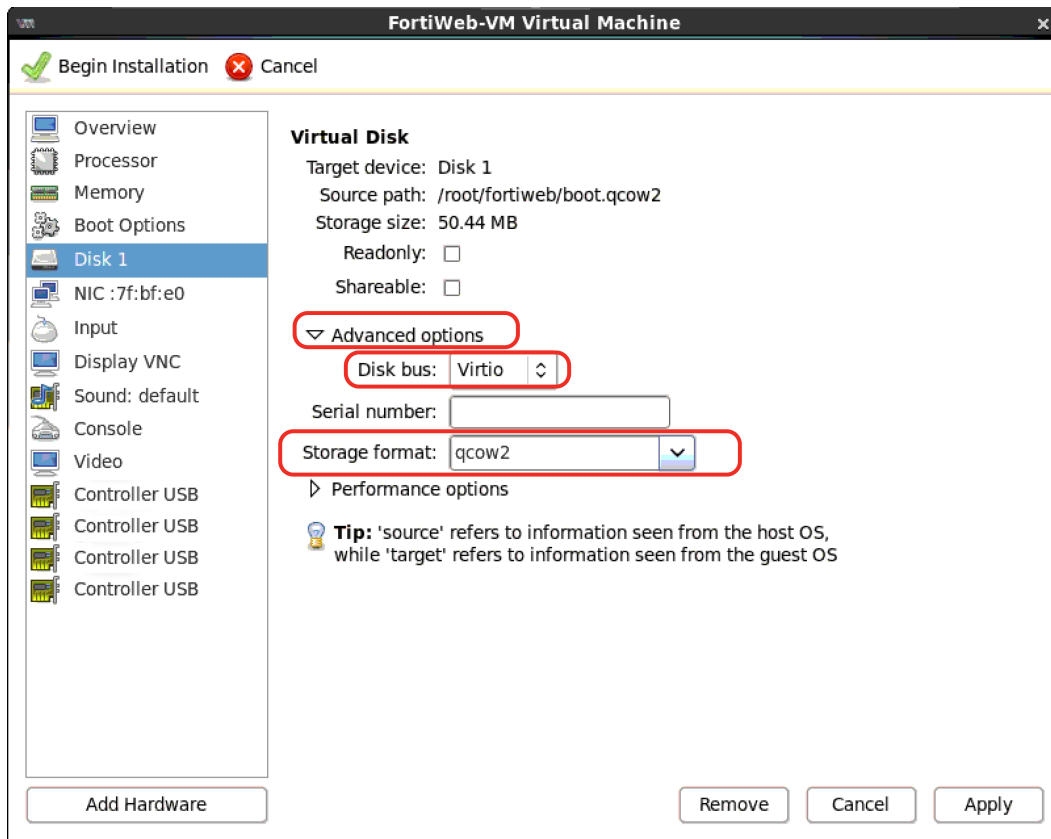 FortiWeb-VM Virtual Machine
Begin Installation
Cancel
Overview
Processor
Memory
Boot Options
Disk 1
NIC :7f:bf:e0
Input
Display VNC
Sound: default
Console
Video
Controller USB
Controller USB
Controller USB
Controller USB
Add Hardware
Virtual Disk
Target device: Disk 1
Source path: /root/fortiweb/boot.qcow2
Storage size: 50.44 MB
Readonly:
Shareable:
Advanced options
Disk bus: Virtio
Serial number:
Storage format: qcow2
Performance options
Tip: 'source' refers to information seen from the host OS,
while 'target' refers to information seen from the guest OS
Remove
Cancel
Apply